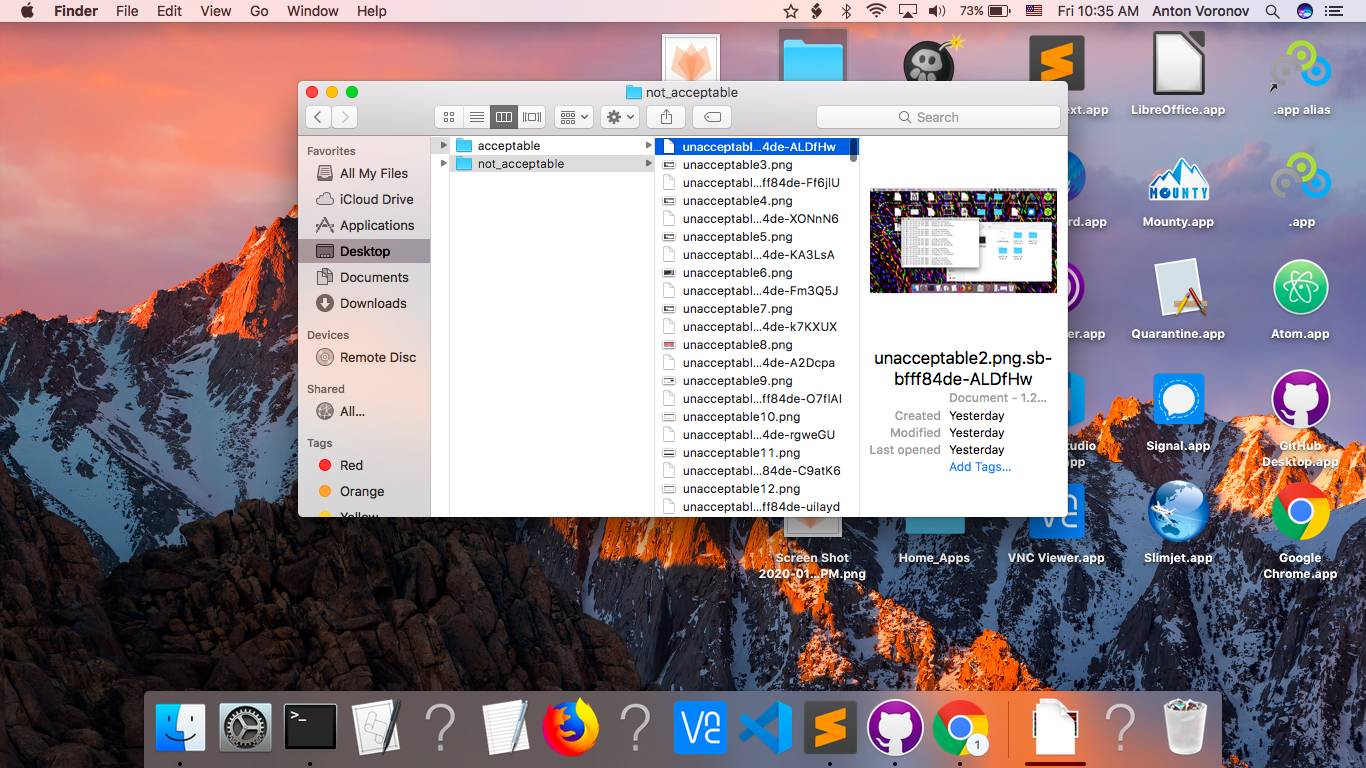 Finder File Edit View Go Window Help 73% Fri 10:35 AM Anton Voronov
not_acceptable
Search
Favorites
All My Files
iCloud Drive
Applications
Desktop
Documents
Downloads
Devices
Remote Disc
Shared
All...
Tags
Red
Orange
Yellow
acceptable
not_acceptable
unacceptabl...4de-ALDfHw
unacceptable3.png
unacceptabl...ff84de-Ff6jlU
unacceptable4.png
unacceptabl...4de-XONnN6
unacceptable5.png
unacceptabl...4de-KA3LsA
unacceptable6.png
unacceptabl...4de-Fm3Q5J
unacceptable7.png
unacceptabl...4de-k7KXUX
unacceptable8.png
unacceptabl...4de-A2Dcpa
unacceptable9.png
unacceptabl...ff84de-O7flAI
unacceptable10.png
unacceptabl...4de-rgweGU
unacceptable11.png
unacceptabl...84de-C9atK6
unacceptable12.png
unacceptabl...ff84de-uilayd
unacceptable2.png.sb-
bfff84de-ALDfHw
Document - 1.2...
Created Yesterday
Modified Yesterday
Last opened Yesterday
Add Tags...
ext.app
LibreOffice.app
.app alias
rd.app
MOUNTY
Mounty.app
.app
er.app
Quarantine.app
Atom.app
tudio
app
Signal.app
GitHub
Desktop.app
Screen Shot
2020-01...PM.png
Home_Apps
VNC Viewer.app
Slimjet.app
Google
Chrome.app
>_
? ? 1 ?